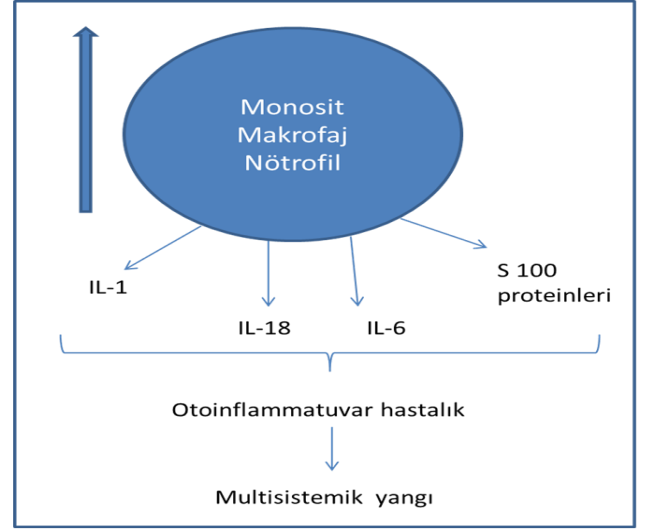 Monosit
Makrofaj
Nötrofil
IL-1
IL-18
IL-6
S 100
proteinleri
Otoinflammatuvar hastalık
Multisistemik yangı